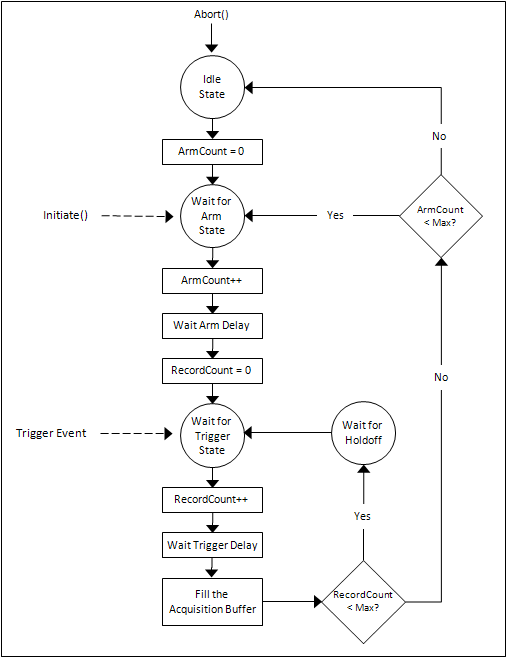 Abort()
Idle
State
No
ArmCount = 0
Wait for
Arm
State
Initiate()
Yes
ArmCount
< Max?
ArmCount++
Wait Arm Delay
RecordCount = 0
No
Wait for
Trigger
State
Trigger Event
Wait for
Holdoff
RecordCount++
Yes
Wait Trigger Delay
Fill the
Acquisition Buffer
RecordCount
< Max?